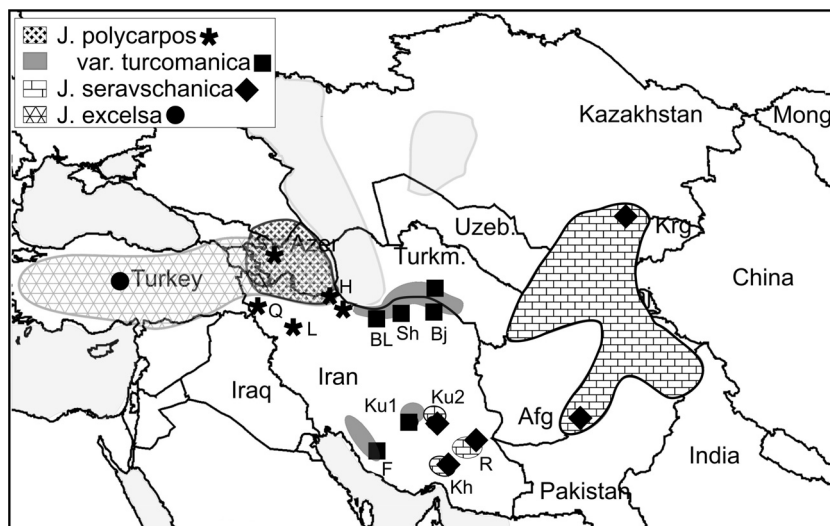 J. polycarpos
var. turcomanica
J. seravschanica
J. excelsa
Kazakhstan
Mong
Uzeb.
Krg
Azer
Turkm.
Turkey
China
H
Q
L
BL
Sh
Bj
Iraq
Iran
Ku1
Ku2
Afg
India
F
R
Kh
Pakistan